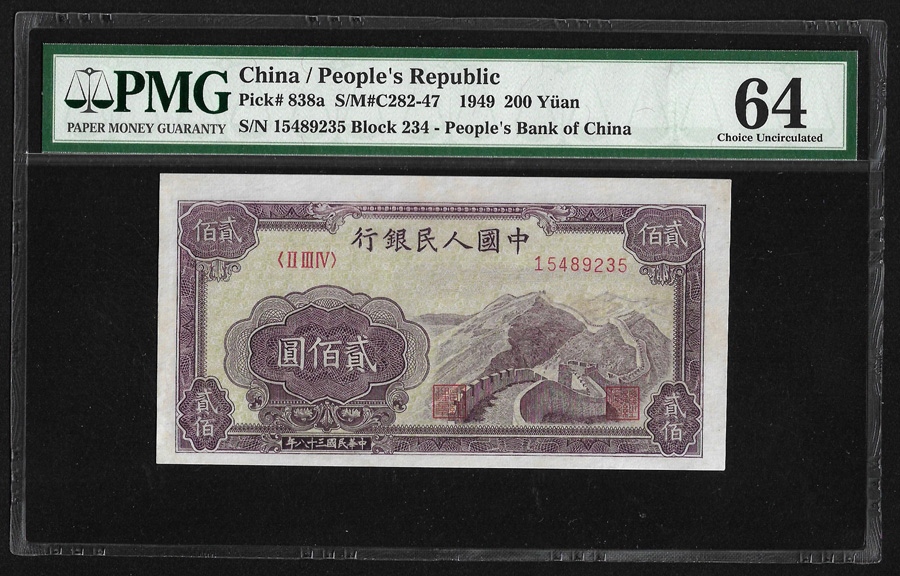 PMG
PAPER MONEY GUARANTY
China / People's Republic
Pick# 838a S/M#C282-47 1949 200 Yüan
S/N 15489235 Block 234 - People's Bank of China
64
Choice Uncirculated
行銀民人國中
佰貳
佰貳
〈II III IV〉
15489235
圓佰貳
貳佰
貳佰
年八十三國民華中